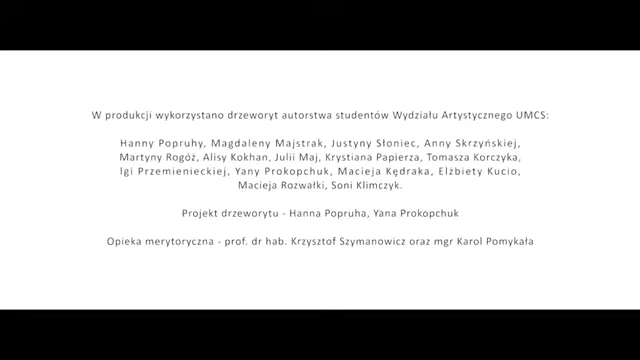 W produkcji wykorzystano drzeworyt autorstwa studentów Wydziału Artystycznego UMCS:
Hanny Popruhy, Magdaleny Majstrak, Justyny Słoniec, Anny Skrzyńskiej,
Martyny Rogóż, Alisy Kokhan, Julii Maj, Krystiana Papierza, Tomasza Korczyka,
Igi Przemienieckiej, Yany Prokopchuk, Macieja Kędraka, Elżbiety Kucio,
Macieja Rozwałki, Soni Klimczyk.
Projekt drzeworytu - Hanna Popruha, Yana Prokopchuk
Opieka merytoryczna - prof. dr hab. Krzysztof Szymanowicz oraz mgr Karol Pomykała